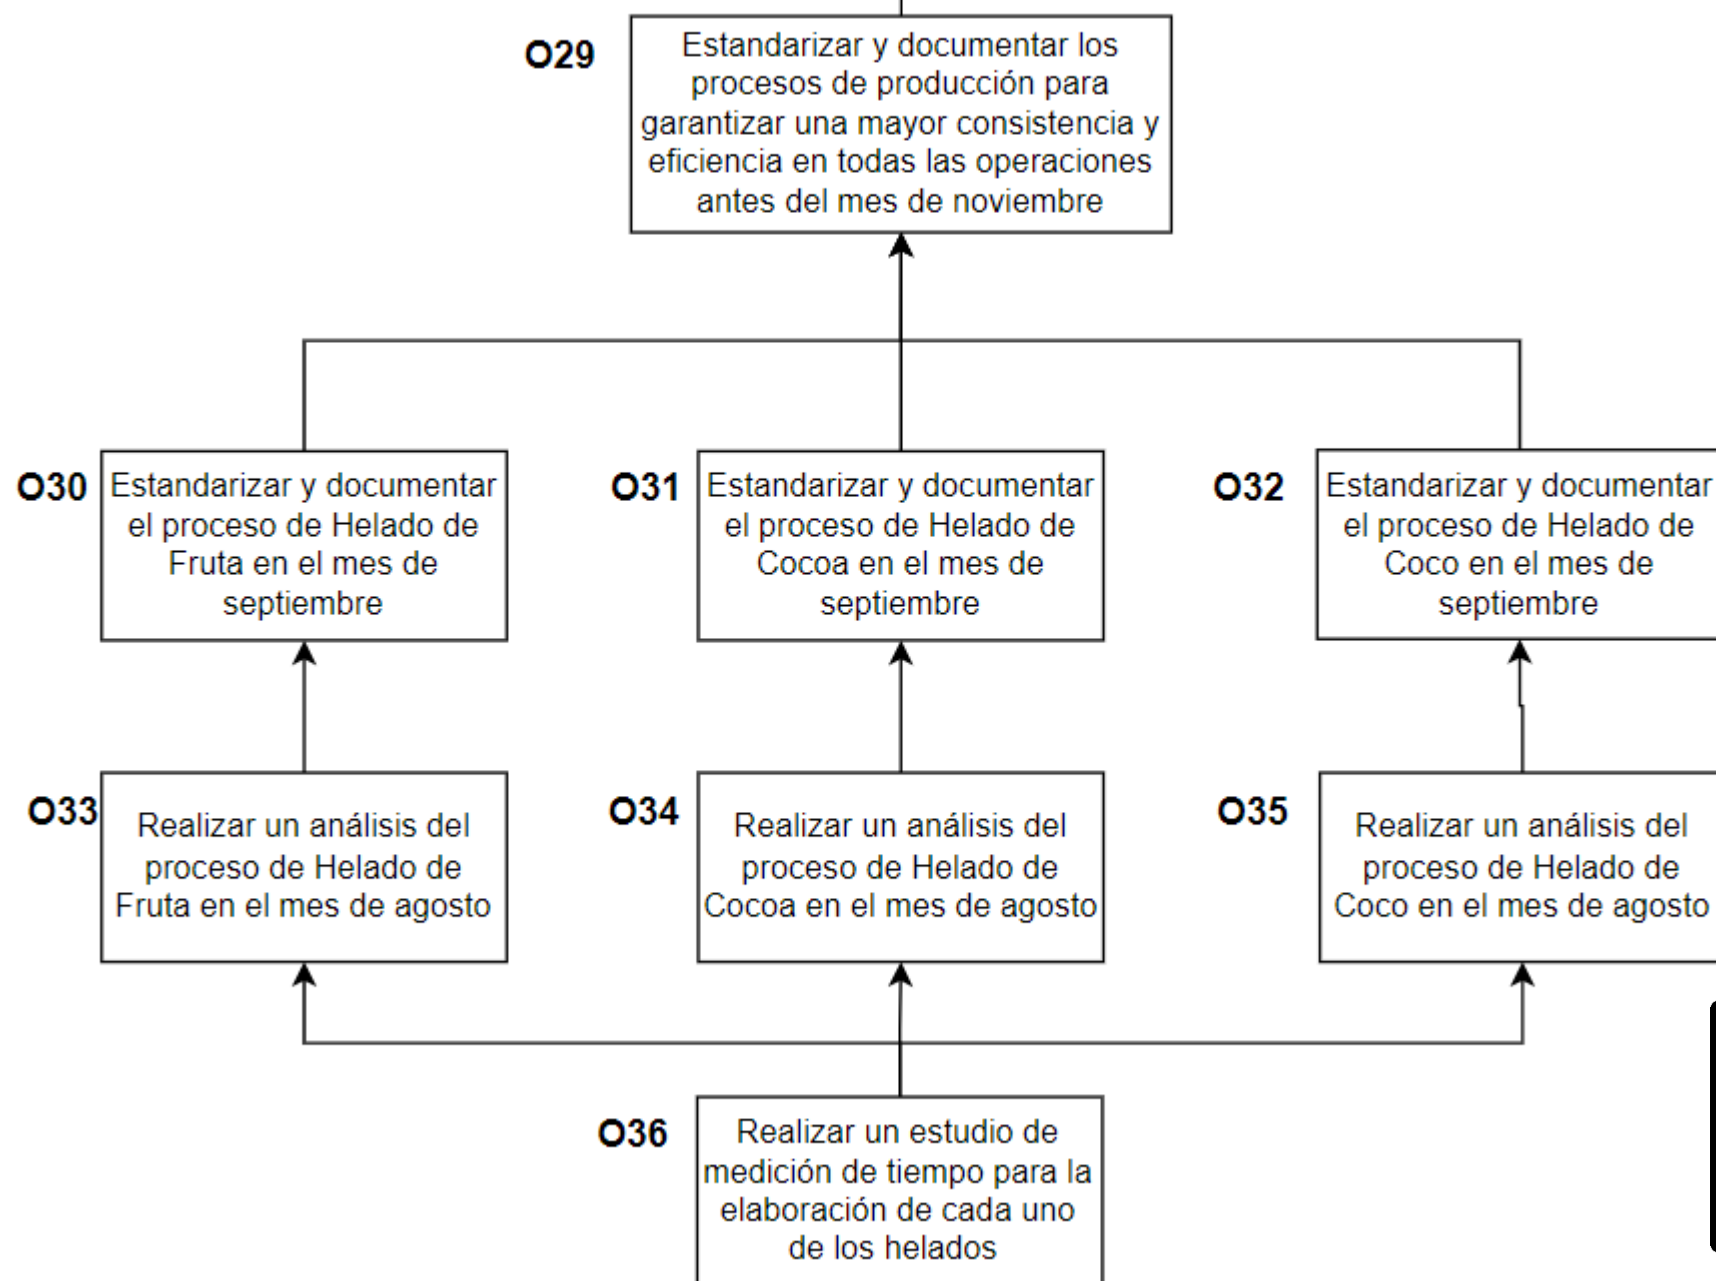 O29
Estandarizar y documentar los
procesos de producción para
garantizar una mayor consistencia y
eficiencia en todas las operaciones
antes del mes de noviembre
O30
Estandarizar y documentar
el proceso de Helado de
Fruta en el mes de
septiembre
O31
Estandarizar y documentar
el proceso de Helado de
Cocoa en el mes de
septiembre
O32
Estandarizar y documentar
el proceso de Helado de
Coco en el mes de
septiembre
O33
Realizar un análisis del
proceso de Helado de
Fruta en el mes de agosto
O34
Realizar un análisis del
proceso de Helado de
Cocoa en el mes de agosto
O35
Realizar un análisis del
proceso de Helado de
Coco en el mes de agosto
O36
Realizar un estudio de
medición de tiempo para la
elaboración de cada uno
de los helados